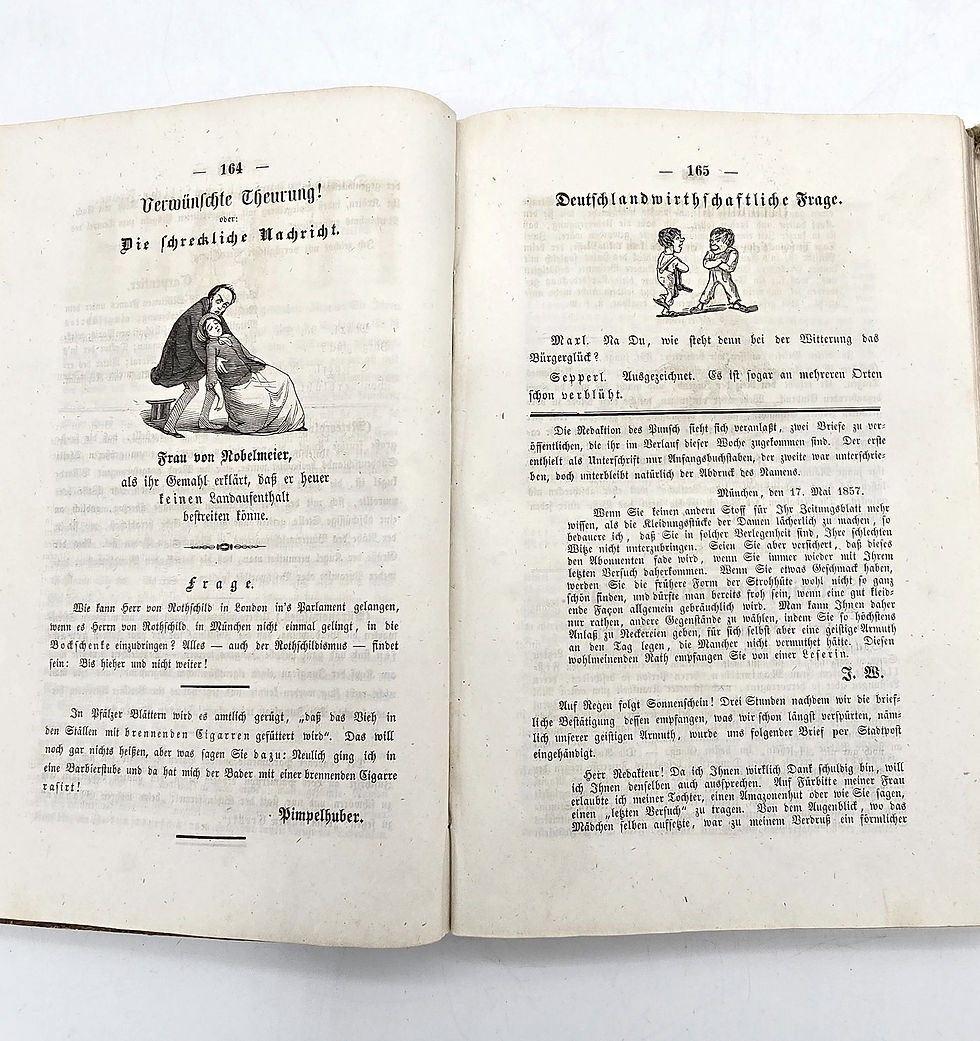 — 164 —
Verwünschte Theurung!
oder:
Die schreckliche Nachricht.
Frau von Nobelmeier,
als ihr Gemahl erklärt, daß er heuer
keinen Landaufenthalt
bestreiten könne.
Frage.
Wie kann Herr von Rothschild in London in's Parlament gelangen,
wenn es Herrn von Rothschild in München nicht einmal gelingt, in die
Bockschenke einzubringen? Alles — auch der Rothschildismus — findet
sein: Bis hieher und nicht weiter!
In Pfälzer Blättern wird es amtlich gerügt, „daß das Vieh in
den Ställen mit brennenden Cigarren gefüttert wird“. Das will
noch gar nichts heißen, aber was sagen Sie dazu: Neulich ging ich in
eine Barbierstube und da hat mich der Bader mit einer brennenden Cigarre
rasirt!
Pimpelhuber.
— 165 —
Deutschlandwirthschaftliche Frage.
Maxl. Na Du, wie steht denn bei der Witterung das
Bürgerglück?
Sepperl. Ausgezeichnet. Es ist sogar an mehreren Orten
schon verblüht.
Die Redaktion des Punsch sieht sich veranlaßt, zwei Briefe zu ver-
öffentlichen, die ihr im Verlauf dieser Woche zugekommen sind. Der erste
enthielt als Unterschrift nur Anfangsbuchstaben, der zweite war unterschrie-
ben, doch unterbleibt natürlich der Abdruck des Namens.
München, den 17. Mai 1857.
Wenn Sie keinen andern Stoff für Ihr Zeitungsblatt mehr
wissen, als die Kleidungsstücke der Damen lächerlich zu machen, so
bedaure ich, daß Sie in solcher Verlegenheit sind, Ihre schlechten
Witze nicht unterzubringen. Seien Sie aber versichert, daß dieses
den Abonnenten fade wird, wenn Sie immer wieder mit Ihrem
letzten Versuch daherkommen. Wenn Sie etwas Geschmack haben,
werden Sie die frühere Form der Strohhüte wohl nicht so ganz
schön finden, und dürfte man bereits froh sein, wenn eine gut kleid-
ende Façon allgemein gebräuchlich wird. Man kann Ihnen daher
nur rathen, andere Gegenstände zu wählen, indem Sie so höchstens
Anlaß zu Neckereien geben, für sich selbst aber eine geistige Armuth
an den Tag legen, die Mancher nicht vermuthet hätte. Diesen
wohlmeinenden Rath empfangen Sie von einer Leserin.
J. W.
Auf Regen folgt Sonnenschein! Drei Stunden nachdem wir die brief-
liche Bestätigung dessen empfangen, was wir schon längst verspürten, näm-
lich unserer geistigen Armuth, wurde uns folgender Brief per Stadtpost
eingehändigt.
Herr Redakteur! Da ich Ihnen wirklich Dank schuldig bin, will
ich Ihnen denselben auch aussprechen. Auf Fürbitte meiner Frau
erlaubte ich meiner Tochter, einen Amazonenhut oder wie Sie sagen,
einen „letzten Versuch“ zu tragen. Von dem Augenblick, wo das
Mädchen selben aufsetzte, war zu meinem Verdruß ein förmlicher